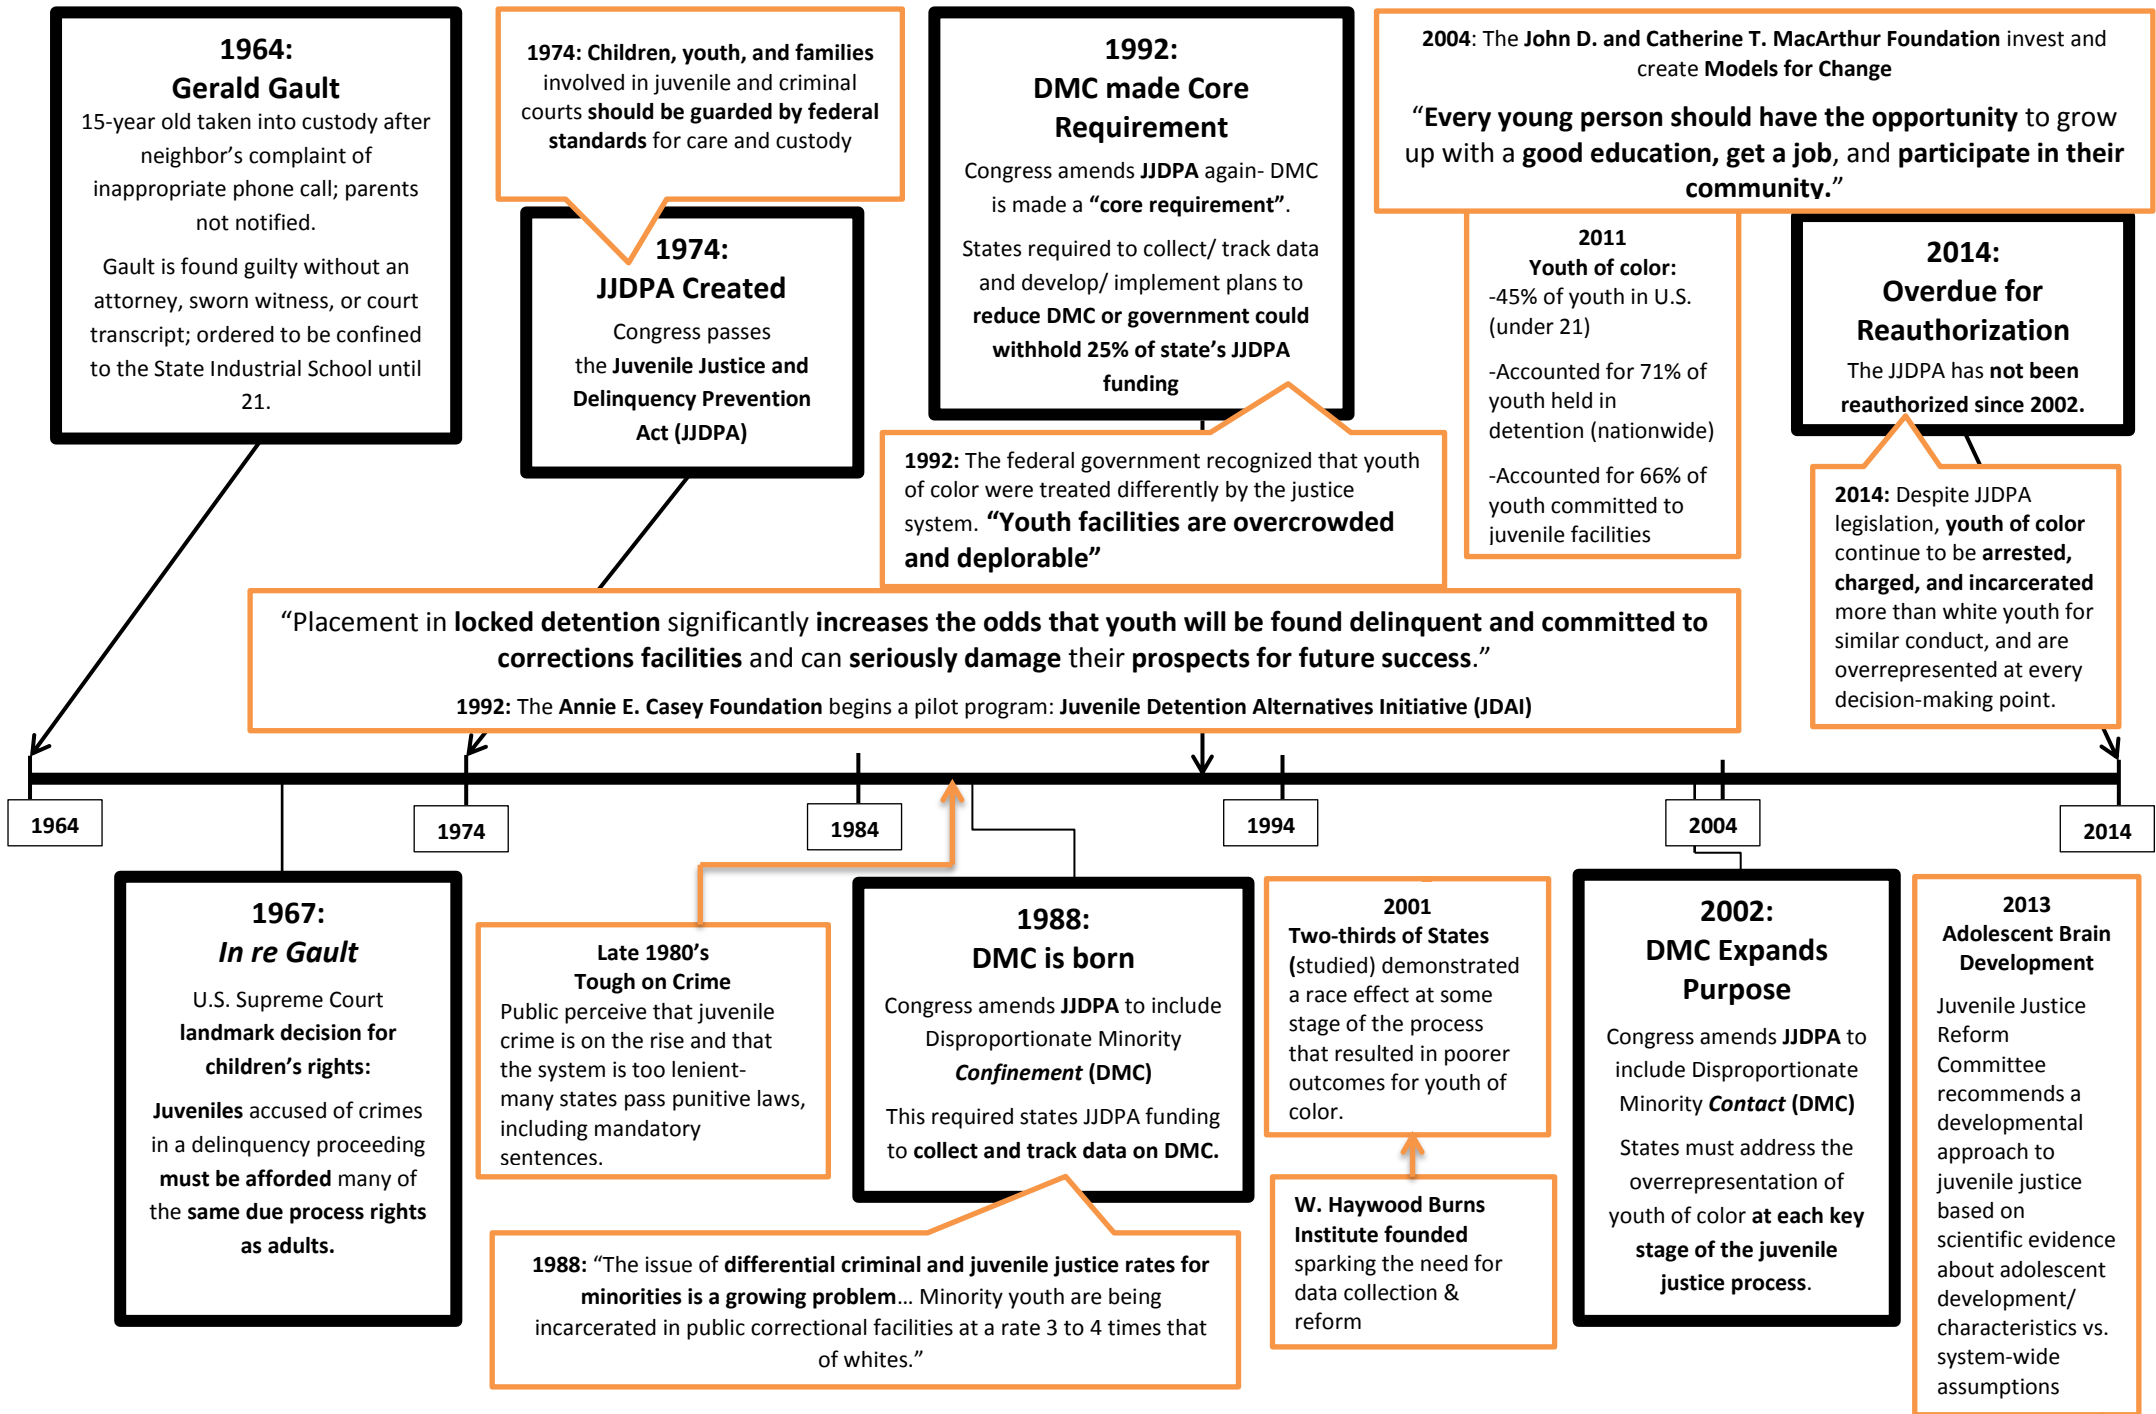 1964:
Gerald Gault
15-year old taken into custody after
neighbor's complaint of
inappropriate phone call; parents
not notified.
Gault is found guilty without an
attorney, sworn witness, or court
transcript; ordered to be confined
to the State Industrial School until
21.
1974: Children, youth, and families
involved in juvenile and criminal
courts should be guarded by federal
standards for care and custody
1974:
JJDPA Created
Congress passes
the Juvenile Justice and
Delinquency Prevention
Act (JJDPA)
1992:
DMC made Core
Requirement
Congress amends JJDPA again- DMC
is made a “core requirement”.
States required to collect/ track data
and develop/ implement plans to
reduce DMC or government could
withhold 25% of state’s JJDPA
funding
1992: The federal government recognized that youth
of color were treated differently by the justice
system. “Youth facilities are overcrowded
and deplorable”
2004: The John D. and Catherine T. MacArthur Foundation invest and
create Models for Change
“Every young person should have the opportunity to grow
up with a good education, get a job, and participate in their
community.”
2011
Youth of color:
-45% of youth in U.S.
(under 21)
-Accounted for 71% of
youth held in
detention (nationwide)
-Accounted for 66% of
youth committed to
juvenile facilities
2014:
Overdue for
Reauthorization
The JJDPA has not been
reauthorized since 2002.
2014: Despite JJDPA
legislation, youth of color
continue to be arrested,
charged, and incarcerated
more than white youth for
similar conduct, and are
overrepresented at every
decision-making point.
“Placement in locked detention significantly increases the odds that youth will be found delinquent and committed to
corrections facilities and can seriously damage their prospects for future success.”
1992: The Annie E. Casey Foundation begins a pilot program: Juvenile Detention Alternatives Initiative (JDAI)
1964
1974
1984
1994
2004
2014
1967:
In re Gault
U.S. Supreme Court
landmark decision for
children’s rights:
Juveniles accused of crimes
in a delinquency proceeding
must be afforded many of
the same due process rights
as adults.
Late 1980’s
Tough on Crime
Public perceive that juvenile
crime is on the rise and that
the system is too lenient-
many states pass punitive laws,
including mandatory
sentences.
1988:
DMC is born
Congress amends JJDPA to include
Disproportionate Minority
Confinement (DMC)
This required states JJDPA funding
to collect and track data on DMC.
1988: “The issue of differential criminal and juvenile justice rates for
minorities is a growing problem… Minority youth are being
incarcerated in public correctional facilities at a rate 3 to 4 times that
of whites.”
2001
Two-thirds of States
(studied) demonstrated
a race effect at some
stage of the process
that resulted in poorer
outcomes for youth of
color.
W. Haywood Burns
Institute founded
sparking the need for
data collection &
reform
2002:
DMC Expands
Purpose
Congress amends JJDPA to
include Disproportionate
Minority Contact (DMC)
States must address the
overrepresentation of
youth of color at each key
stage of the juvenile
justice process.
2013
Adolescent Brain
Development
Juvenile Justice
Reform
Committee
recommends a
developmental
approach to
juvenile justice
based on
scientific evidence
about adolescent
development/
characteristics vs.
system-wide
assumptions